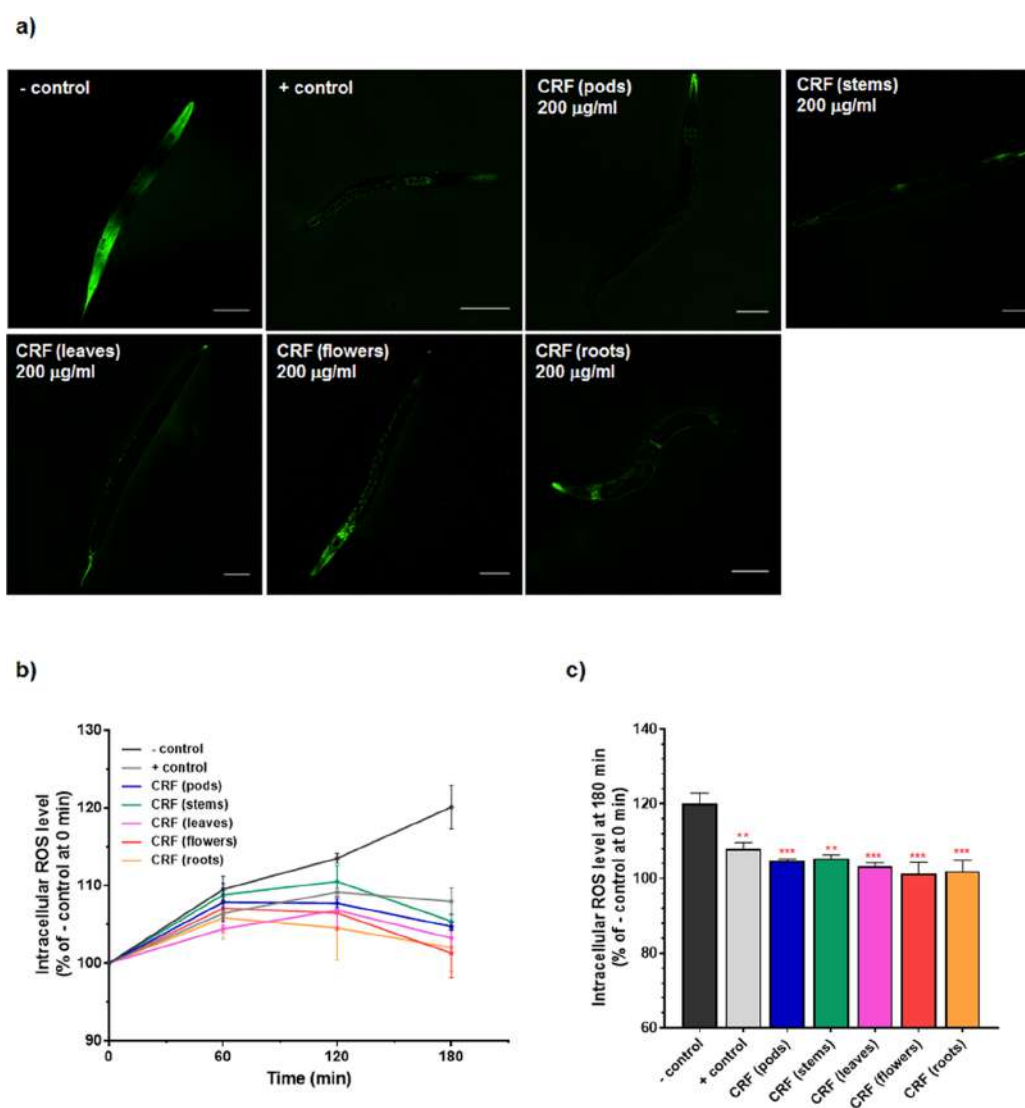 a)
- control
+ control
CRF (pods)
200 µg/ml
CRF (stems)
200 µg/ml
CRF (leaves)
200 µg/ml
CRF (flowers)
200 µg/ml
CRF (roots)
200 µg/ml
b)
Intracellular ROS level
(% of - control at 0 min)
130
120
110
100
90
- control
+ control
CRF (pods)
CRF (stems)
CRF (leaves)
CRF (flowers)
CRF (roots)
0
60
120
180
Time (min)
c)
Intracellular ROS level at 180 min
(% of - control at 0 min)
140
120
100
80
60
**
***
**
***
***
***
- control
+ control
CRF (pods)
CRF (stems)
CRF (leaves)
CRF (flowers)
CRF (roots)